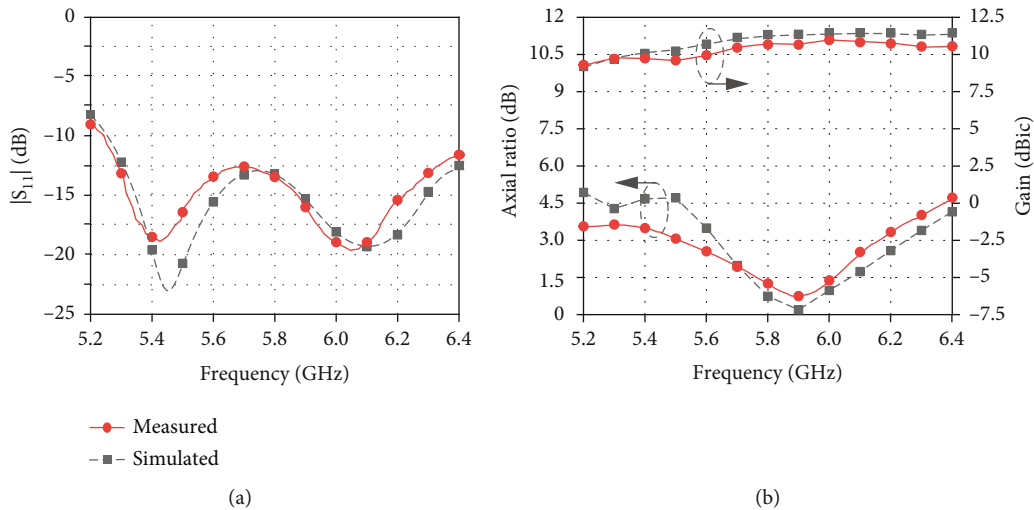 0
−5
−10
−15
−20
−25
|S11| (dB)
5.2 5.4 5.6 5.8 6.0 6.2 6.4
Frequency (GHz)
Measured
Simulated
(a)
12
10.5
9.0
7.5
6.0
4.5
3.0
1.5
0
Axial ratio (dB)
12.5
10
7.5
5
2.5
0
−2.5
−5
−7.5
Gain (dBic)
5.2 5.4 5.6 5.8 6.0 6.2 6.4
Frequency (GHz)
(b)